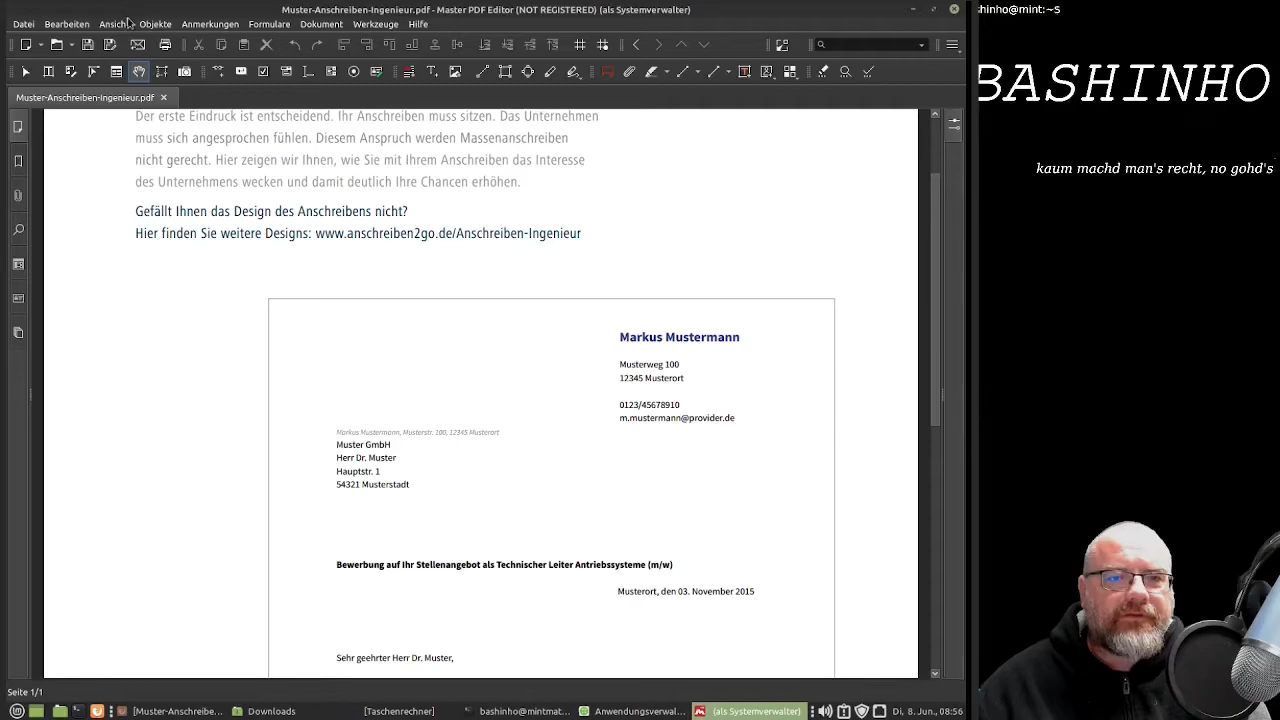 Muster-Anschreiben-Ingenieur.pdf - Master PDF Editor (NOT REGISTERED) (als Systemverwalter)
shinho@mint:~$
Datei Bearbeiten Ansicht Objekte Anmerkungen Formulare Dokument Werkzeuge Hilfe
Muster-Anschreiben-Ingenieur.pdf
BASHINHO
kaum machd man's recht, no gohd's
Der erste Eindruck ist entscheidend. Ihr Anschreiben muss sitzen. Das Unternehmen
muss sich angesprochen fühlen. Diesem Anspruch werden Massenanschreiben
nicht gerecht. Hier zeigen wir Ihnen, wie Sie mit Ihrem Anschreiben das Interesse
des Unternehmens wecken und damit deutlich Ihre Chancen erhöhen.
Gefällt Ihnen das Design des Anschreibens nicht?
Hier finden Sie weitere Designs: www.anschreiben2go.de/Anschreiben-Ingenieur
Markus Mustermann
Musterweg 100
12345 Musterort
0123/45678910
m.mustermann@provider.de
Markus Mustermann, Musterstr. 100, 12345 Musterort
Muster GmbH
Herr Dr. Muster
Hauptstr. 1
54321 Musterstadt
Bewerbung auf Ihr Stellenangebot als Technischer Leiter Antriebssysteme (m/w)
Musterort, den 03. November 2015
Sehr geehrter Herr Dr. Muster,
Seite 1/1
[Muster-Anschreibe... Downloads [Taschenrechner] bashinho@mintmat... Anwendungsverwal... (als Systemverwalter) Di, 8. Jun., 08:56